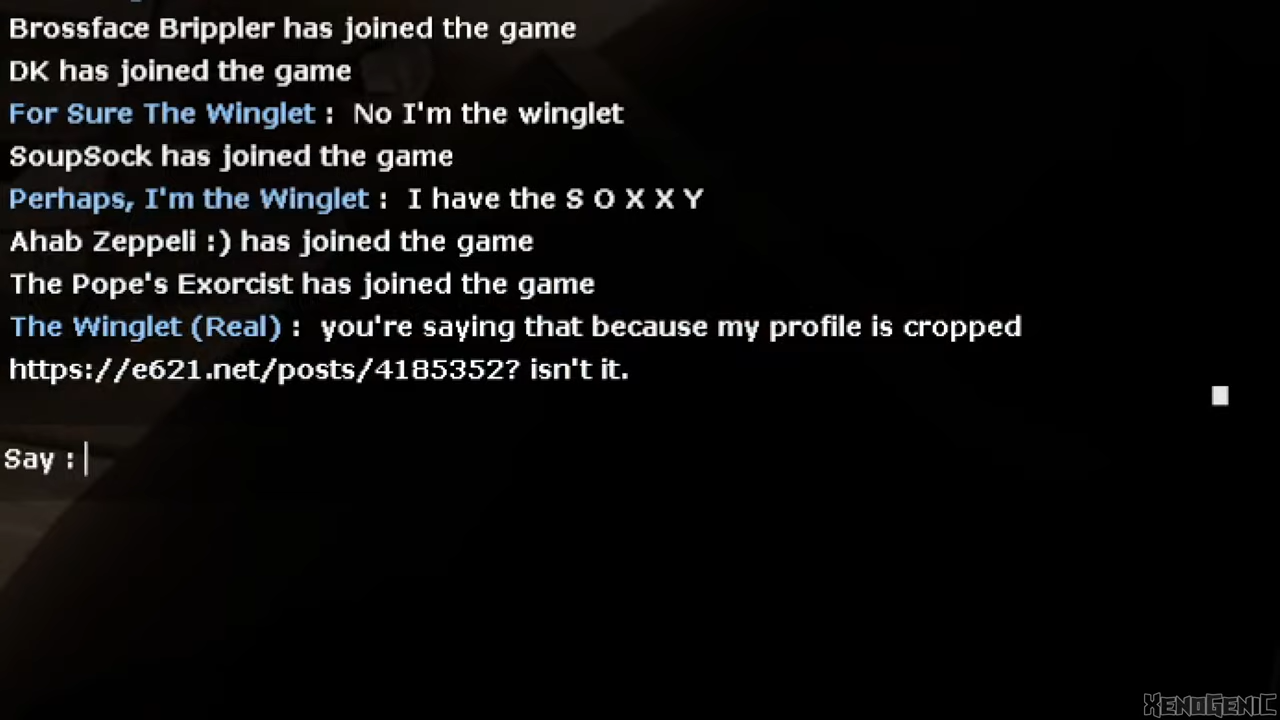 Brossface Brippler has joined the game
DK has joined the game
For Sure The Winglet :  No I'm the winglet
SoupSock has joined the game
Perhaps, I'm the Winglet :  I have the S O X X Y
Ahab Zeppeli :) has joined the game
The Pope's Exorcist has joined the game
The Winglet (Real) :  you're saying that because my profile is cropped
https://e621.net/posts/4185352? isn't it.
Say :
XENOGENIC